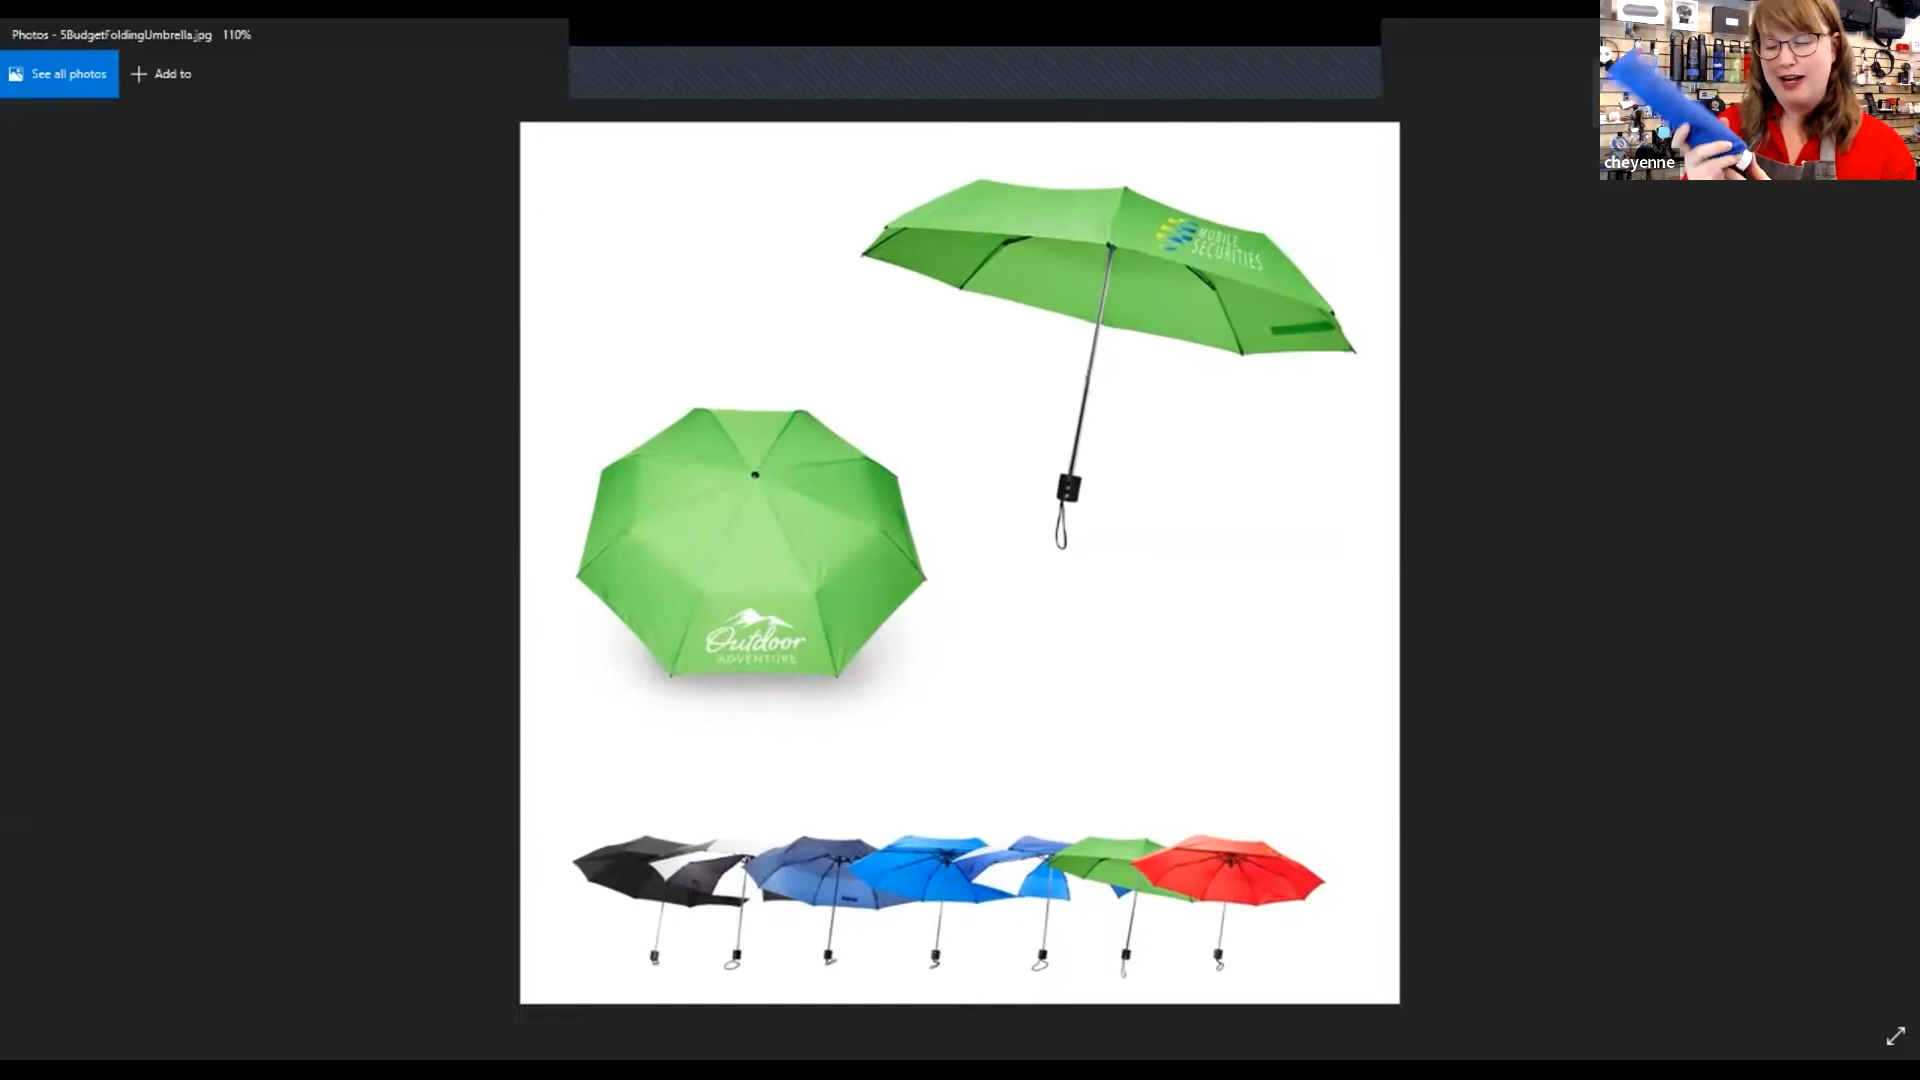 Photos - 5BudgetFoldingUmbrella.jpg 110%
See all photos
Add to
cheyenne
MOBILE
SECURITIES
Outdoor
ADVENTURE